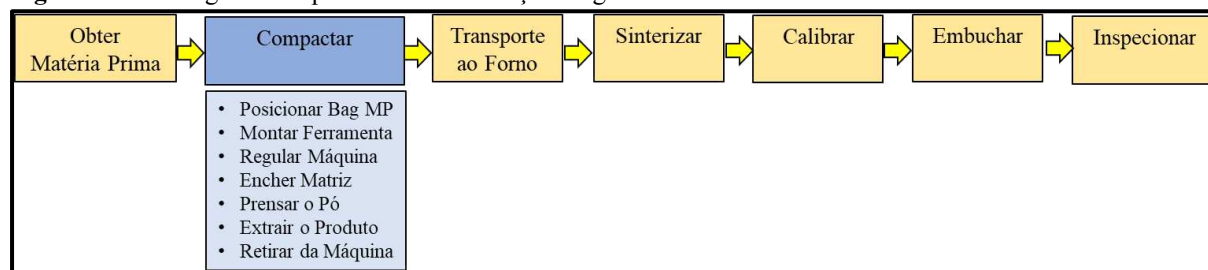 Obter
Matéria Prima
Compactar
Transporte
ao Forno
Sinterizar
Calibrar
Embuchar
Inspecionar
• Posicionar Bag MP
• Montar Ferramenta
• Regular Máquina
• Encher Matriz
• Prensar o Pó
• Extrair o Produto
• Retirar da Máquina